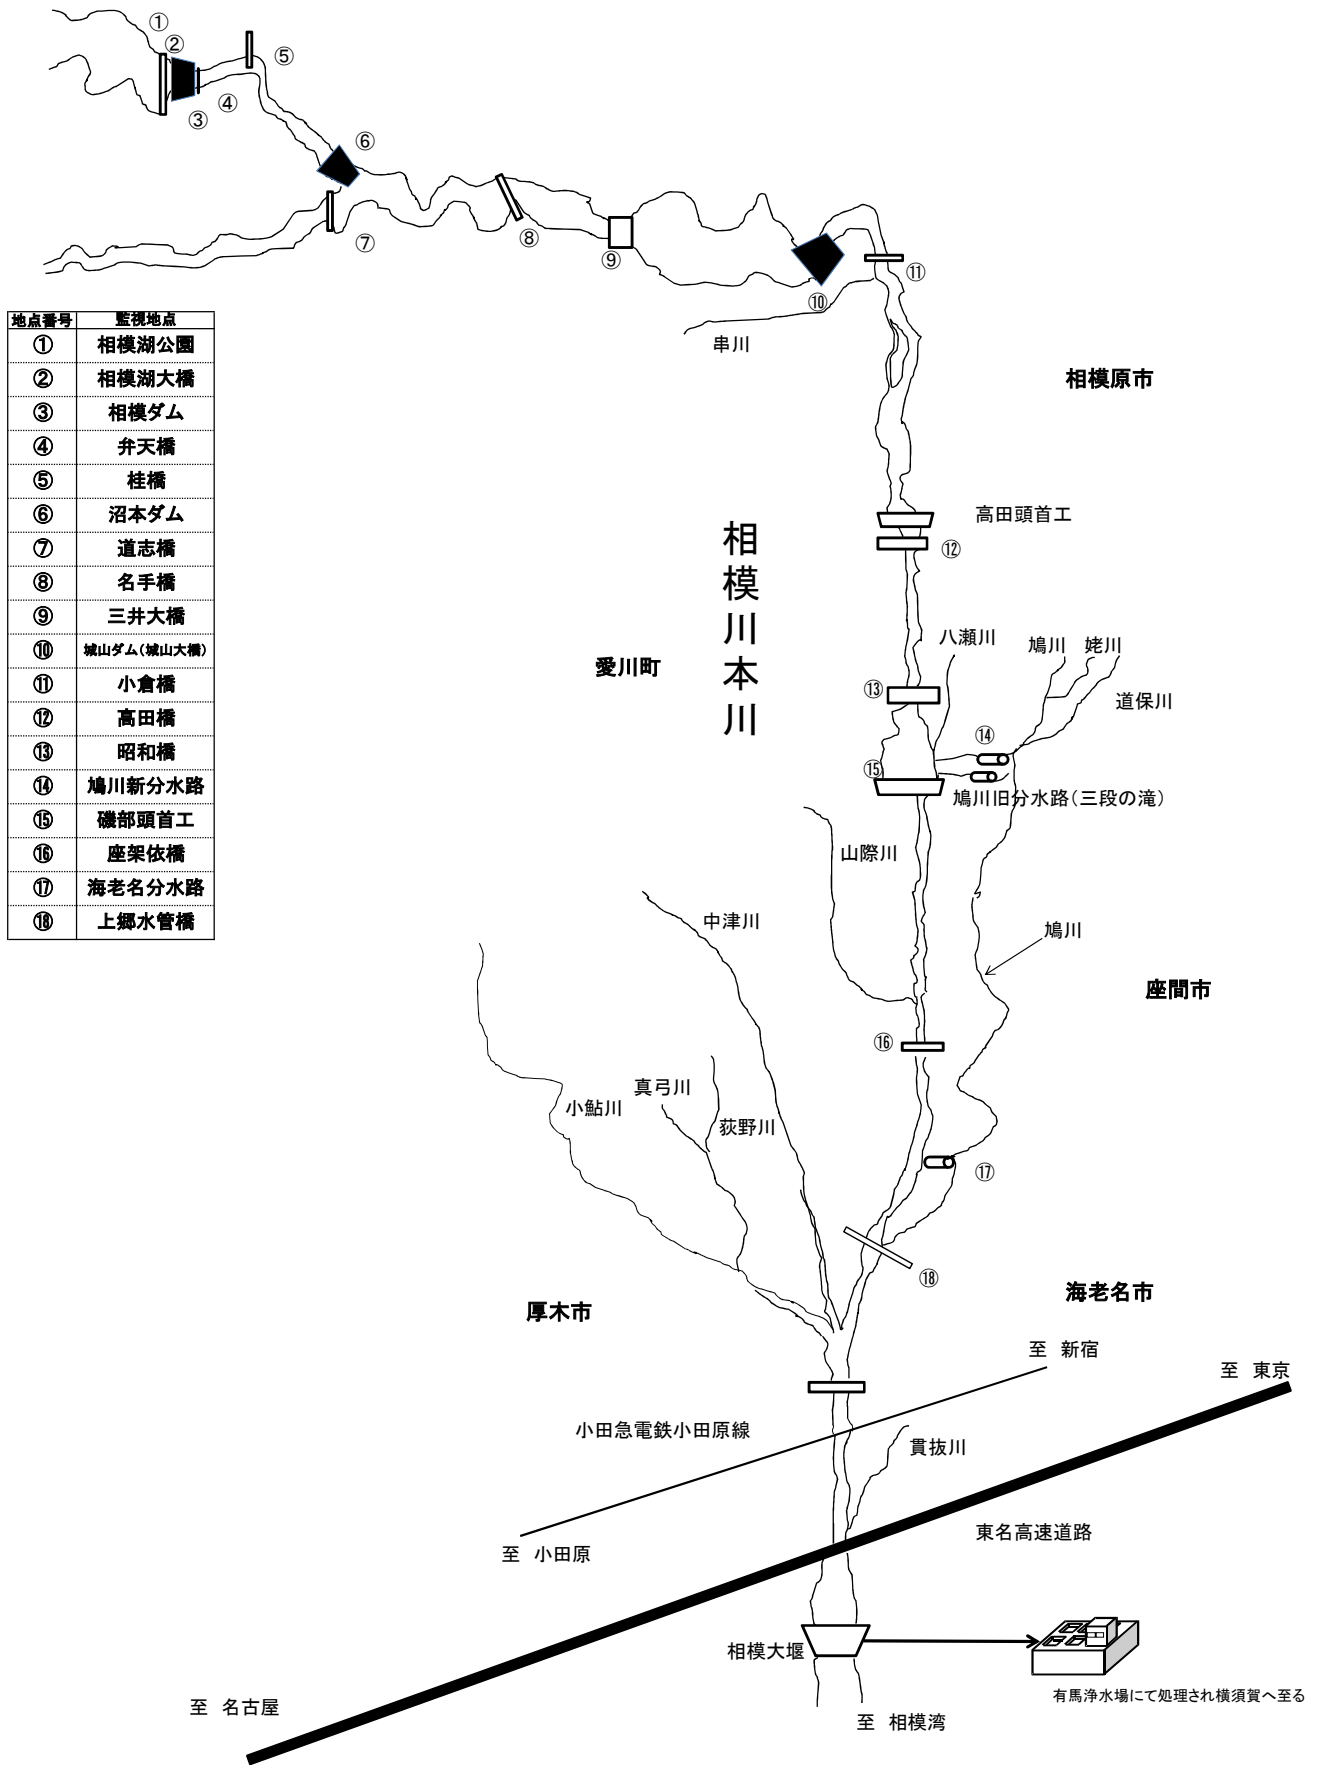 ①
②
③
④
⑤
⑥
⑦
⑧
⑨
⑩
⑪
串川
地点番号 監視地点
① 相模湖公園
② 相模湖大橋
③ 相模ダム
④ 弁天橋
⑤ 桂橋
⑥ 沼本ダム
⑦ 道志橋
⑧ 名手橋
⑨ 三井大橋
⑩ 城山ダム(城山大橋)
⑪ 小倉橋
⑫ 高田橋
⑬ 昭和橋
⑭ 鳩川新分水路
⑮ 磯部頭首工
⑯ 座架依橋
⑰ 海老名分水路
⑱ 上郷水管橋
相模原市
高田頭首工
⑫
相模川本川
愛川町
八瀬川
鳩川 姥川
道保川
⑬
⑭
⑮
鳩川旧分水路(三段の滝)
山際川
中津川
鳩川
座間市
⑯
真弓川
小鮎川
荻野川
⑰
⑱
海老名市
厚木市
至 新宿
至 東京
小田急電鉄小田原線
貫抜川
東名高速道路
至 小田原
相模大堰
有馬浄水場にて処理され横須賀へ至る
至 名古屋
至 相模湾